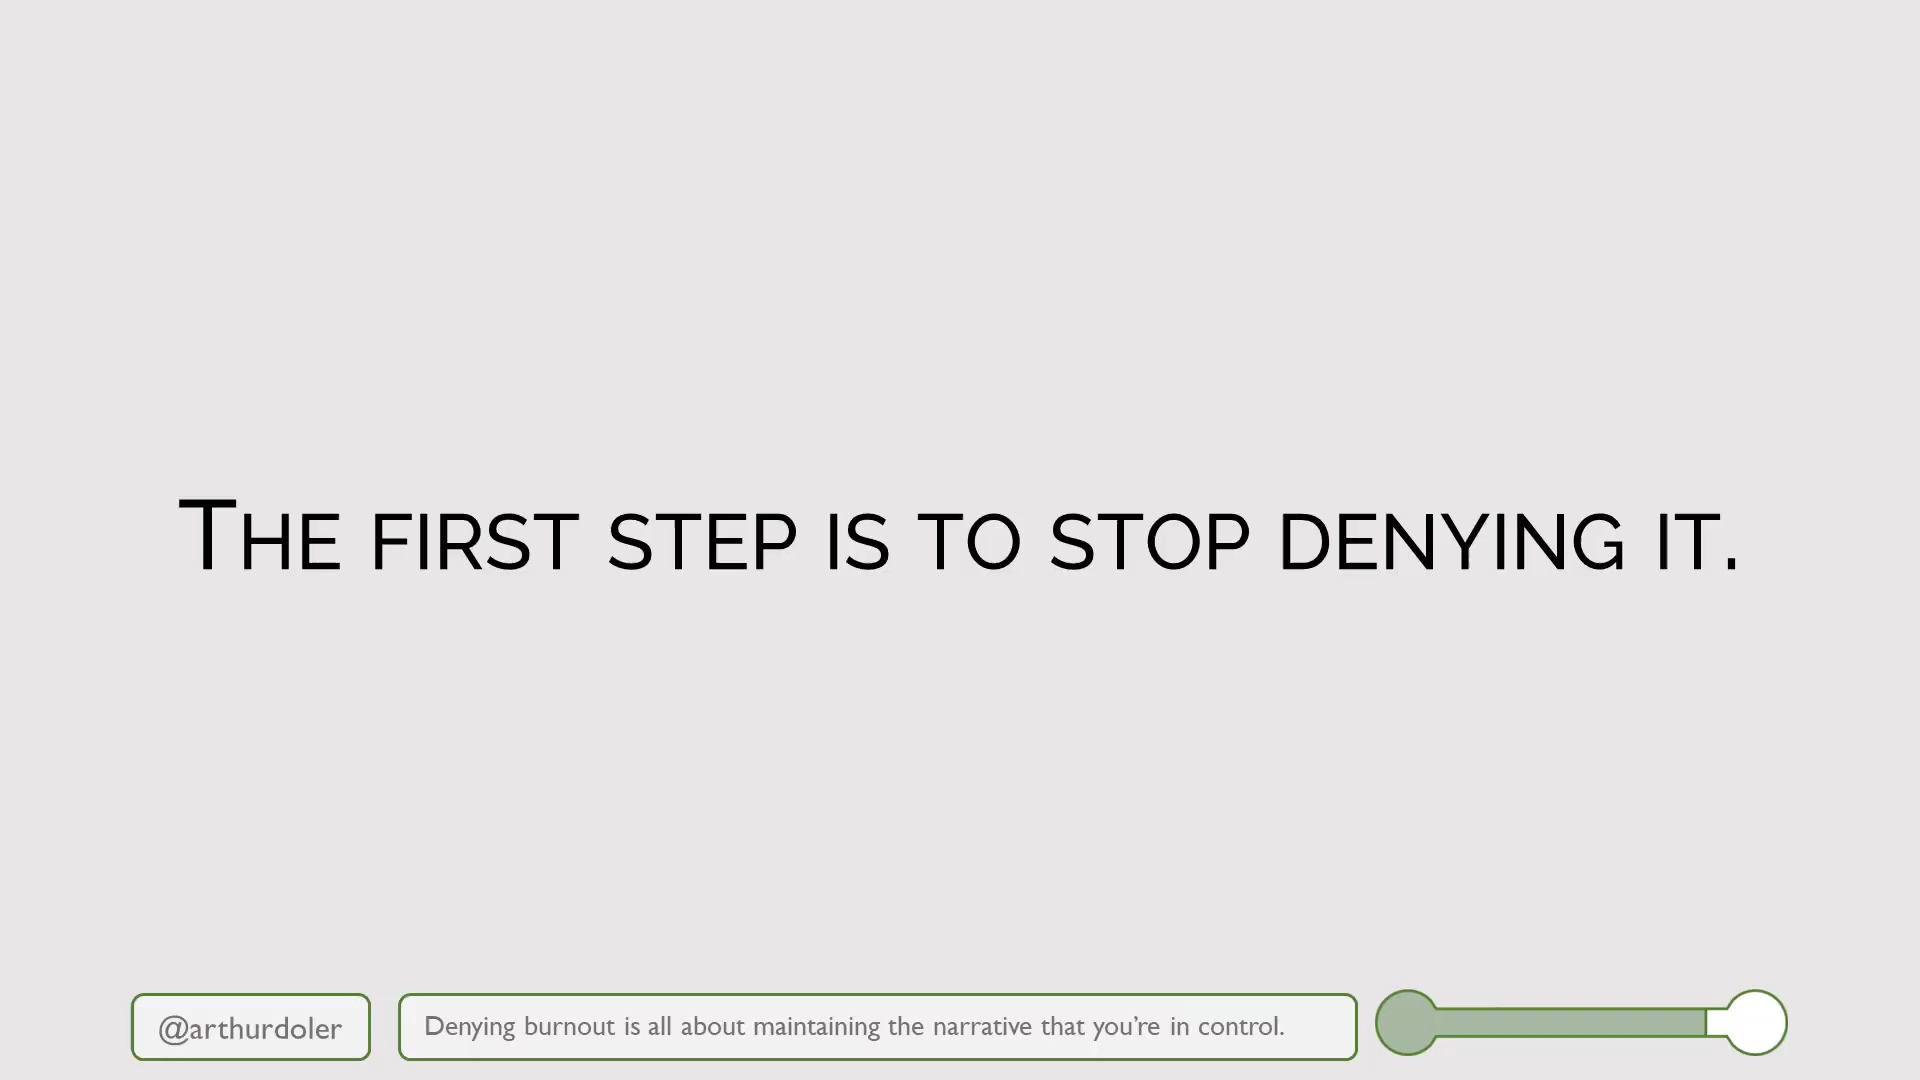 The first step is to stop denying it.
@arthurdoler
Denying burnout is all about maintaining the narrative that you’re in control.